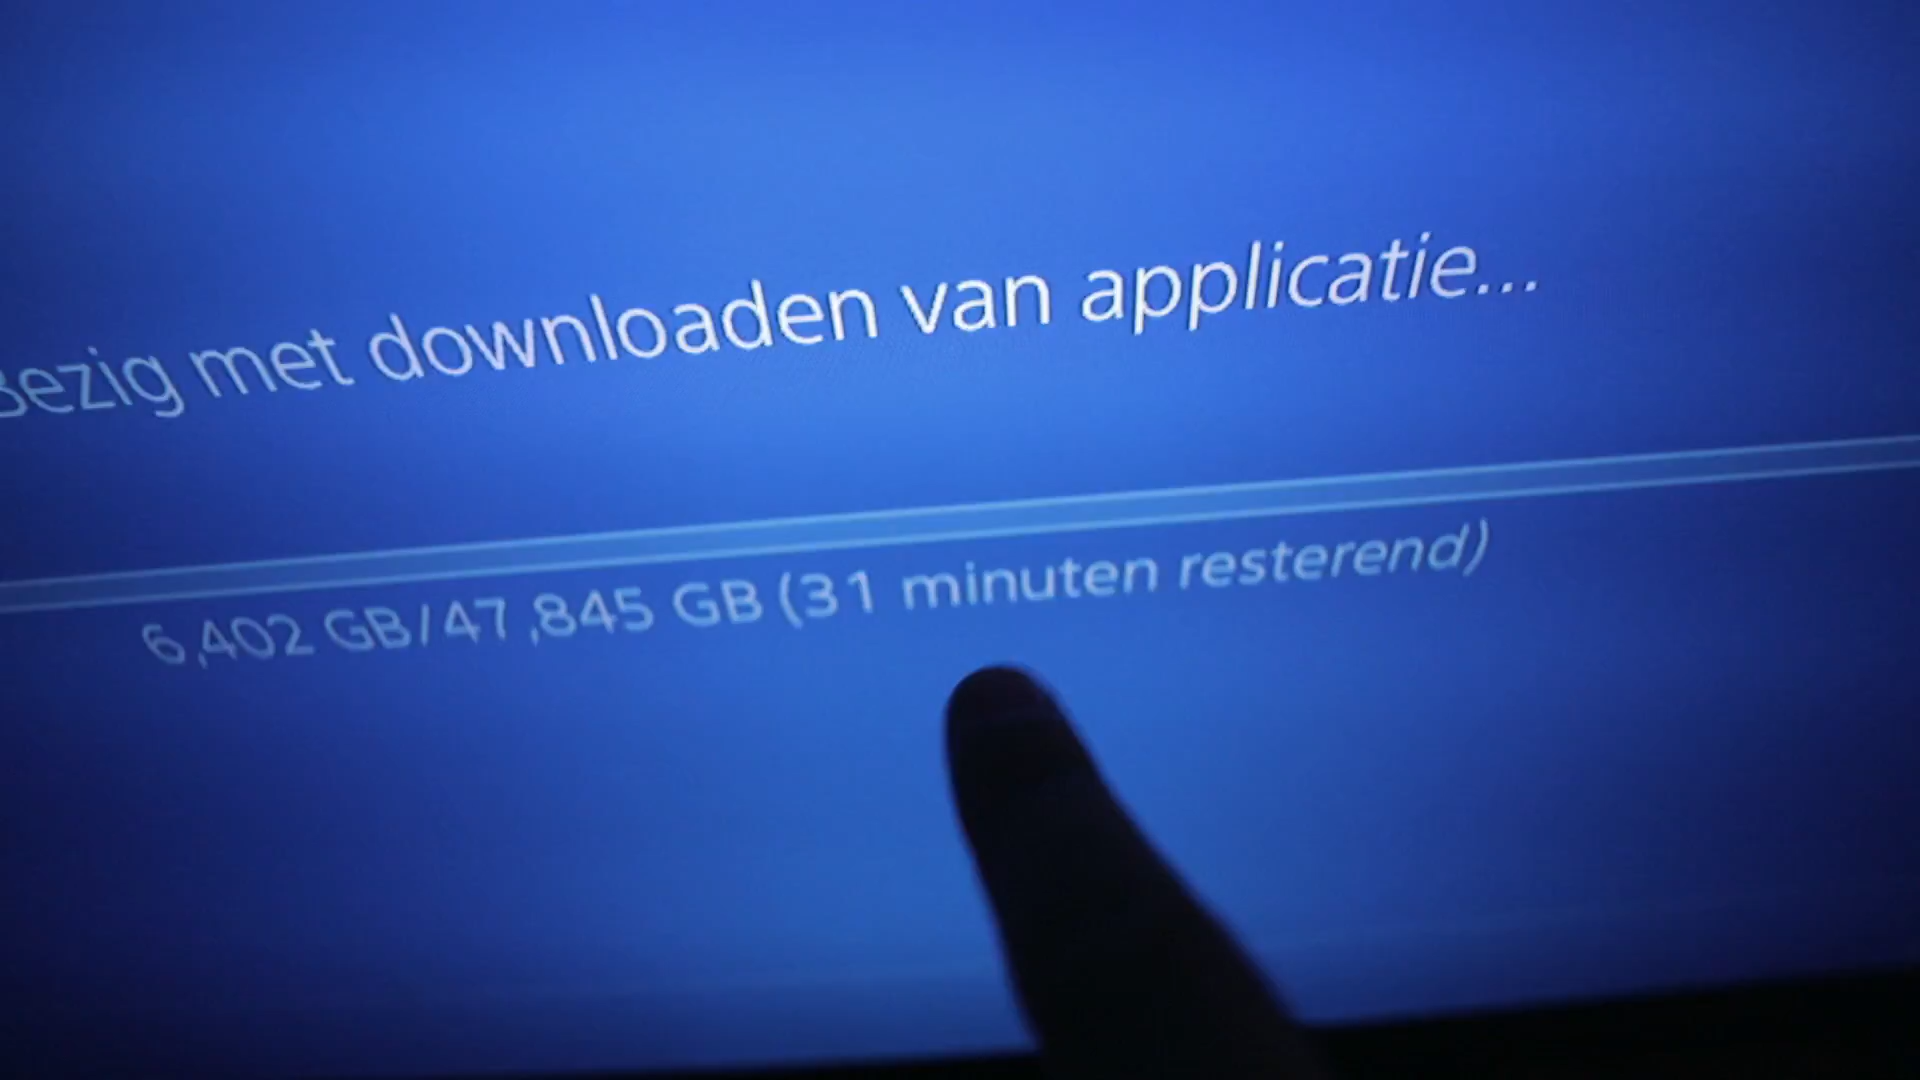 Bezig met downloaden van applicatie...
6,402 GB/47,845 GB (31 minuten resterend)